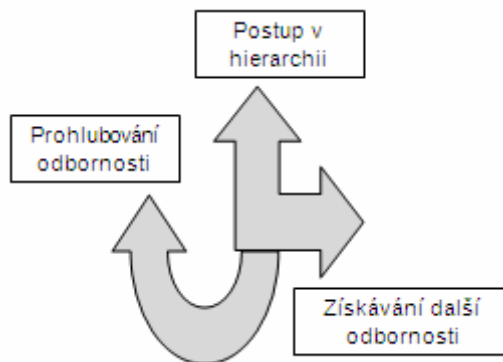 Postup v
hierarchii
Prohlubování
odbornosti
Získávání další
odbornosti